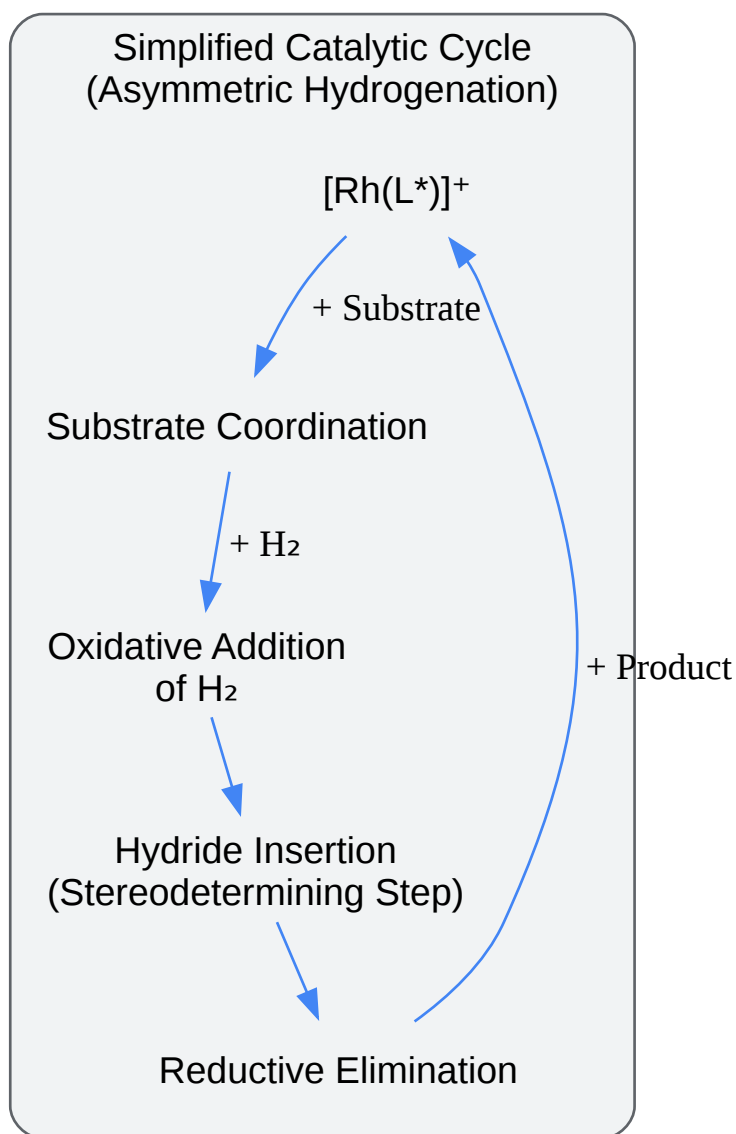 Simplified Catalytic Cycle
(Asymmetric Hydrogenation)
[Rh(L*)]⁺
+ Substrate
Substrate Coordination
+ H₂
Oxidative Addition
of H₂
+ Product
Hydride Insertion
(Stereodetermining Step)
Reductive Elimination